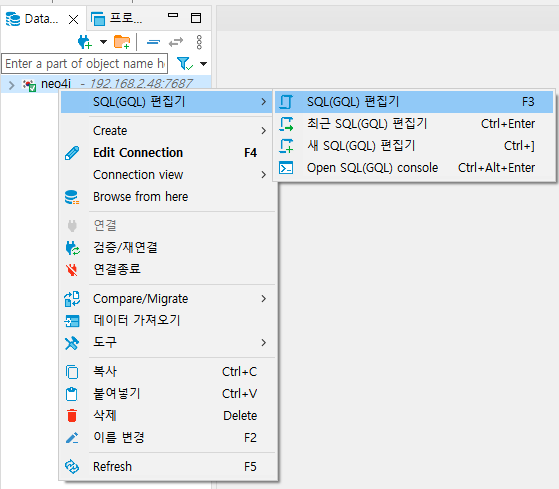 Data...
프로...
Enter a part of object name h
neo4j - 192.168.2.48:7687
SQL(GQL) 편집기
Create
Edit Connection F4
Connection view
Browse from here
연결
검증/재연결
연결종료
Compare/Migrate
데이터 가져오기
도구
복사 Ctrl+C
붙여넣기 Ctrl+V
삭제 Delete
이름 변경 F2
Refresh F5
SQL(GQL) 편집기 F3
최근 SQL(GQL) 편집기 Ctrl+Enter
새 SQL(GQL) 편집기 Ctrl+]
Open SQL(GQL) console Ctrl+Alt+Enter